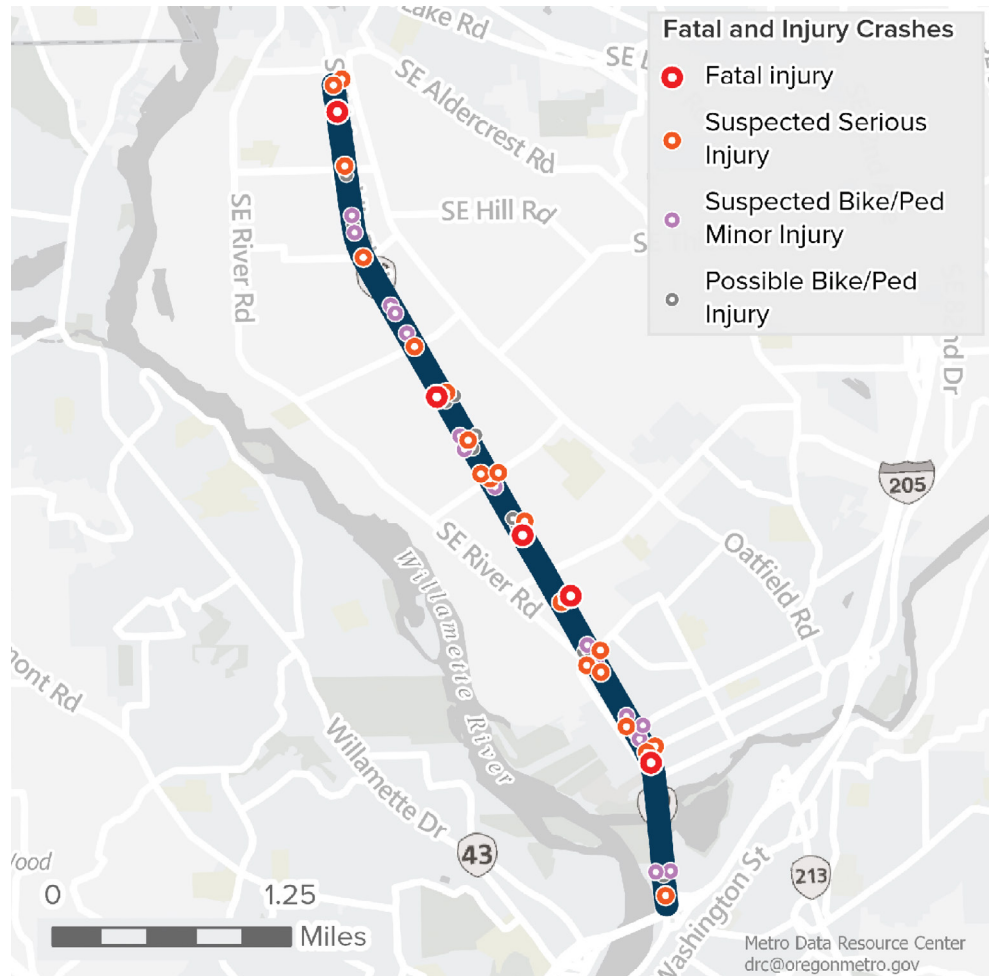 Fatal and Injury Crashes
Fatal injury
Suspected Serious
Injury
Suspected Bike/Ped
Minor Injury
Possible Bike/Ped
Injury
Lake Rd
SE Aldercrest Rd
SE Hill Rd
SE River Rd
205
Oatfield Rd
SE River Rd
Willamette River
Willamette Dr
mont Rd
43
Washington St
213
0
1.25
Miles
Metro Data Resource Center
drc@oregonmetro.gov